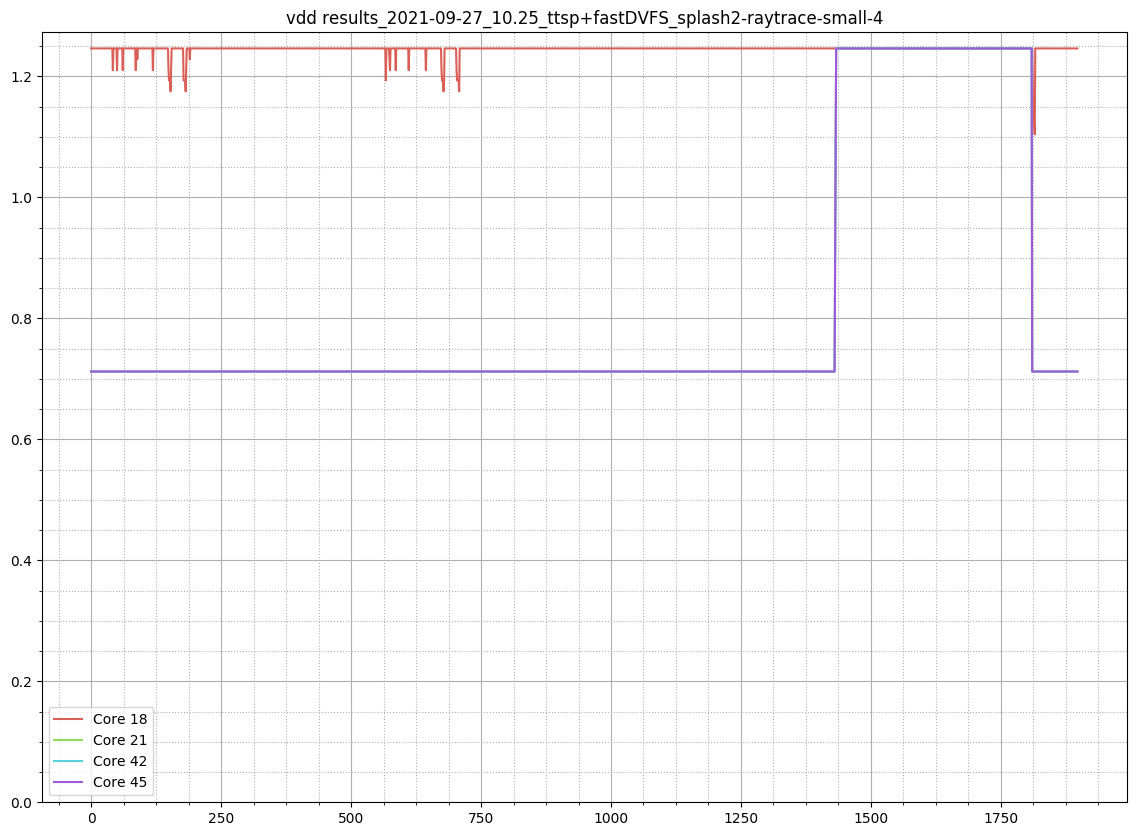 vdd results_2021-09-27_10.25_ttsp+fastDVFS_splash2-raytrace-small-4
1.2
1.0
0.8
0.6
0.4
0.2
0.0
Core 18
Core 21
Core 42
Core 45
0 250 500 750 1000 1250 1500 1750